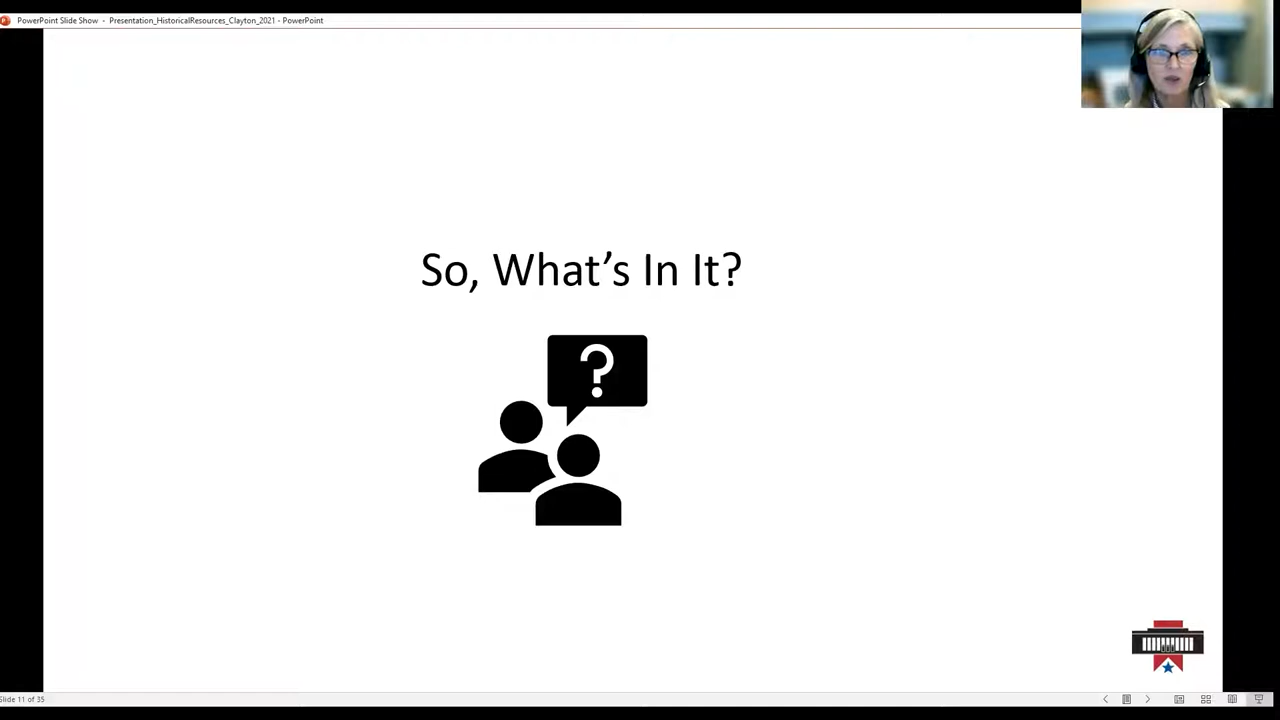 PowerPoint Slide Show - Presentation_HistoricalResources_Clayton_2021 - PowerPoint
So, What’s In It?
?
Slide 11 of 35